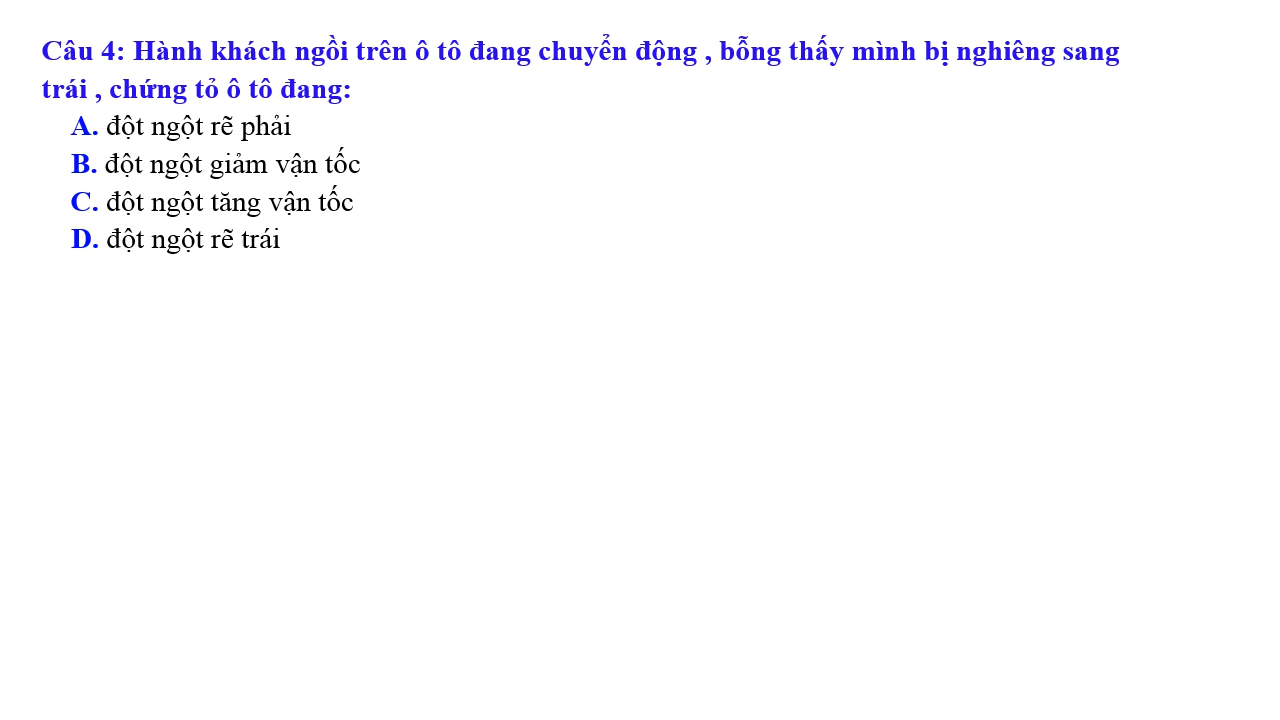 Câu 4: Hành khách ngồi trên ô tô đang chuyển động , bỗng thấy mình bị nghiêng sang
trái , chứng tỏ ô tô đang:
A. đột ngột rẽ phải
B. đột ngột giảm vận tốc
C. đột ngột tăng vận tốc
D. đột ngột rẽ trái